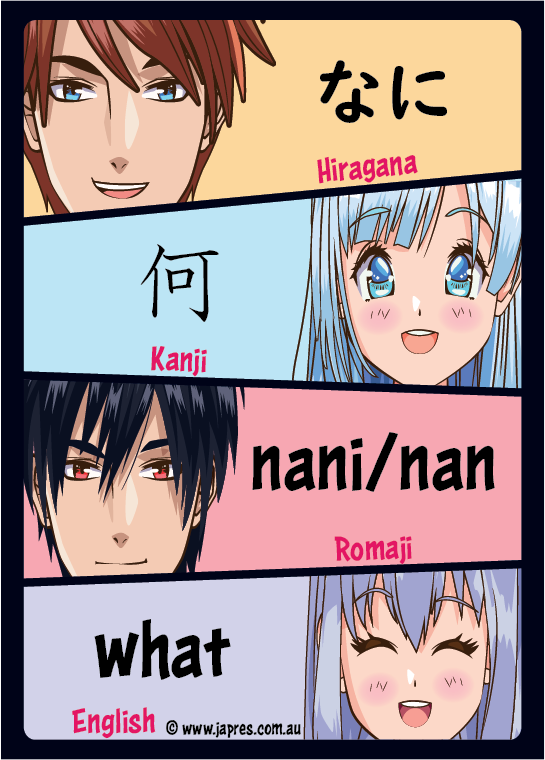 なに
Hiragana
何
Kanji
nani/nan
Romaji
what
English © www.japres.com.au